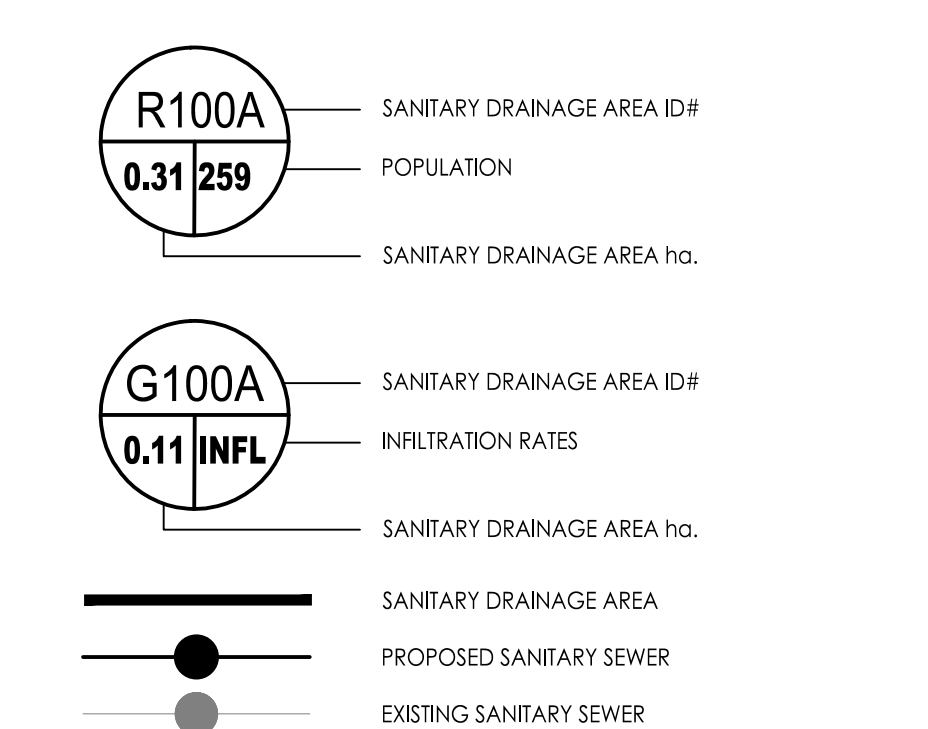 R100A
SANITARY DRAINAGE AREA ID#
0.31 259
POPULATION
SANITARY DRAINAGE AREA ha.
G100A
SANITARY DRAINAGE AREA ID#
0.11 INFL
INFILTRATION RATES
SANITARY DRAINAGE AREA ha.
SANITARY DRAINAGE AREA
PROPOSED SANITARY SEWER
EXISTING SANITARY SEWER